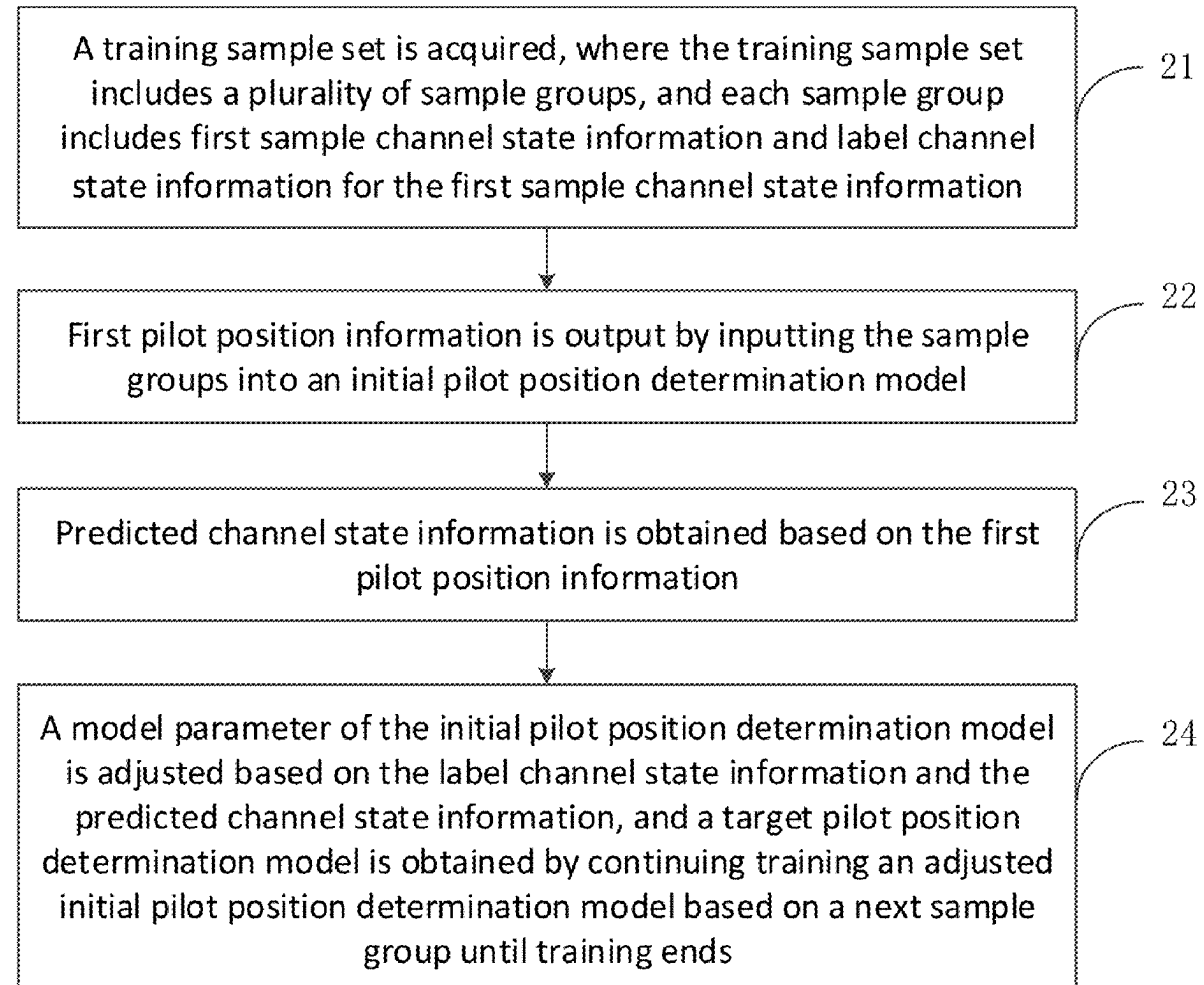 A training sample set is acquired, where the training sample set
includes a plurality of sample groups, and each sample group
includes first sample channel state information and label channel
state information for the first sample channel state information
21
First pilot position information is output by inputting the sample
groups into an initial pilot position determination model
22
Predicted channel state information is obtained based on the first
pilot position information
23
A model parameter of the initial pilot position determination model
is adjusted based on the label channel state information and the
predicted channel state information, and a target pilot position
determination model is obtained by continuing training an adjusted
initial pilot position determination model based on a next sample
group until training ends
24